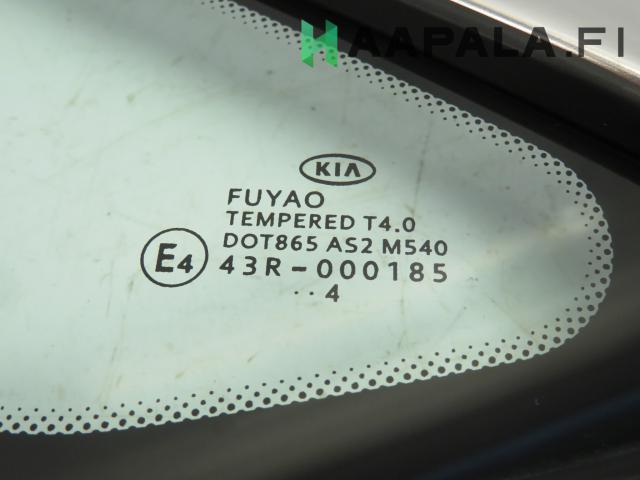 HAAPALA.FI
KIA
FUYAO
TEMPERED T4.0
DOT865 AS2 M540
E4 43R-000185
..4